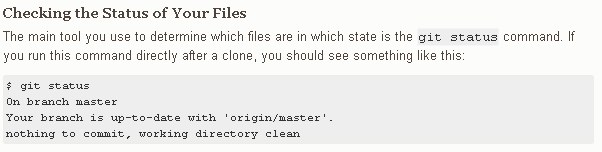 Checking the Status of Your Files
The main tool you use to determine which files are in which state is the git status command. If
you run this command directly after a clone, you should see something like this:
$ git status
On branch master
Your branch is up-to-date with 'origin/master'.
nothing to commit, working directory clean